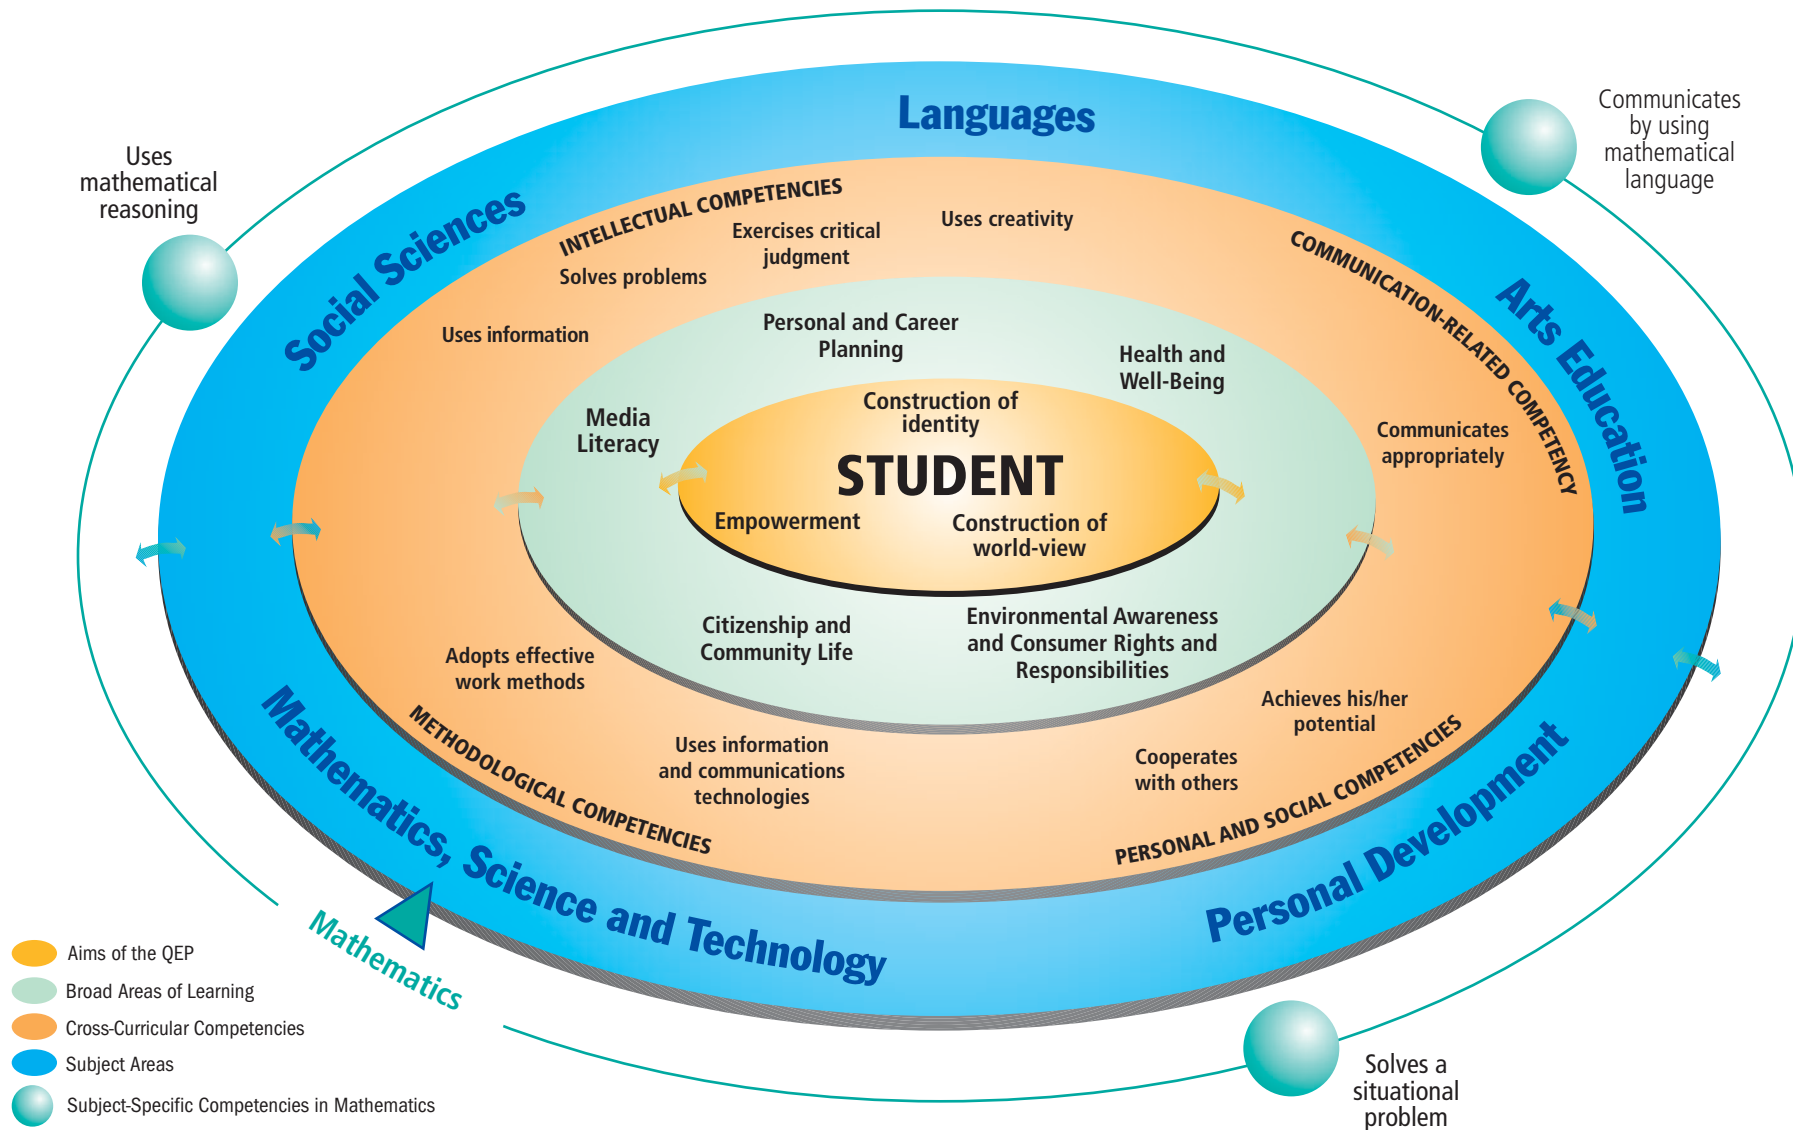 Languages
Communicates
by using
mathematical
language
Uses
mathematical
reasoning
Social Sciences
INTELLECTUAL COMPETENCIES
Exercises critical
judgment
Uses creativity
Solves problems
Uses information
COMMUNICATION-RELATED COMPETENCY
Arts Education
Communicates
appropriately
Personal and Career
Planning
Health and
Well-Being
Media
Literacy
Construction of
identity
STUDENT
Empowerment
Construction of
world-view
Citizenship and
Community Life
Environmental Awareness
and Consumer Rights and
Responsibilities
Adopts effective
work methods
METHODOLOGICAL COMPETENCIES
Uses information
and communications
technologies
Achieves his/her
potential
Cooperates
with others
PERSONAL AND SOCIAL COMPETENCIES
Mathematics, Science and Technology
Personal Development
Mathematics
Aims of the QEP
Broad Areas of Learning
Cross-Curricular Competencies
Subject Areas
Subject-Specific Competencies in Mathematics
Solves a
situational
problem